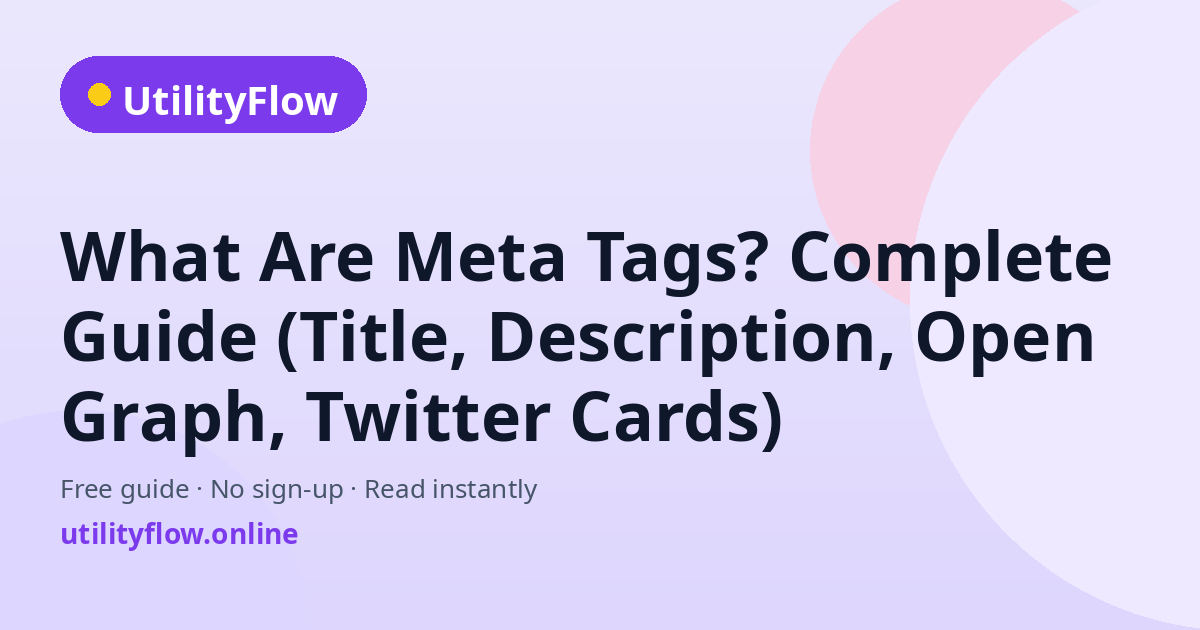 UtilityFlow
What Are Meta Tags? Complete
Guide (Title, Description, Open
Graph, Twitter Cards)
Free guide · No sign-up · Read instantly
utilityflow.online